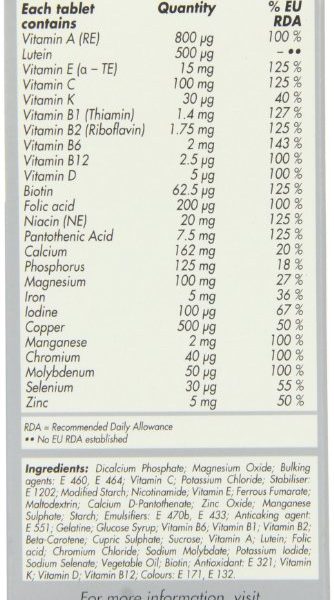 Each tablet Quantity % EU
contains RDA
Vitamin A (RE) 800 µg 100 %
Lutein 500 µg – ••
Vitamin E (α – TE) 15 mg 125 %
Vitamin C 100 mg 125 %
Vitamin K 30 µg 40 %
Vitamin B1 (Thiamin) 1.4 mg 127 %
Vitamin B2 (Riboflavin) 1.75 mg 125 %
Vitamin B6 2 mg 143 %
Vitamin B12 2.5 µg 100 %
Vitamin D 5 µg 100 %
Biotin 62.5 µg 125 %
Folic acid 200 µg 100 %
Niacin (NE) 20 mg 125 %
Pantothenic Acid 7.5 mg 125 %
Calcium 162 mg 20 %
Phosphorus 125 mg 18 %
Magnesium 100 mg 27 %
Iron 5 mg 36 %
Iodine 100 µg 67 %
Copper 500 µg 50 %
Manganese 2 mg 100 %
Chromium 40 µg 100 %
Molybdenum 50 µg 100 %
Selenium 30 µg 55 %
Zinc 5 mg 50 %
RDA = Recommended Daily Allowance
•• No EU RDA established
Ingredients: Dicalcium Phosphate; Magnesium Oxide; Bulking
agents: E 460, E 464; Vitamin C; Potassium Chloride; Stabiliser:
E 1202; Modified Starch; Nicotinamide; Vitamin E; Ferrous Fumarate;
Maltodextrin; Calcium D-Pantothenate; Zinc Oxide; Manganese
Sulphate; Starch; Emulsifiers: E 470b, E 433; Anticaking agent:
E 551; Gelatine; Glucose Syrup; Vitamin B6; Vitamin B1; Vitamin B2;
Beta-Carotene; Cupric Sulphate; Sucrose; Vitamin A; Lutein; Folic
acid; Chromium Chloride; Sodium Molybdate; Potassium Iodide;
Sodium Selenate; Vegetable Oil; Biotin; Antioxidant: E 321; Vitamin
K; Vitamin D; Vitamin B12; Colours: E 171, E 132.
For more information, visit